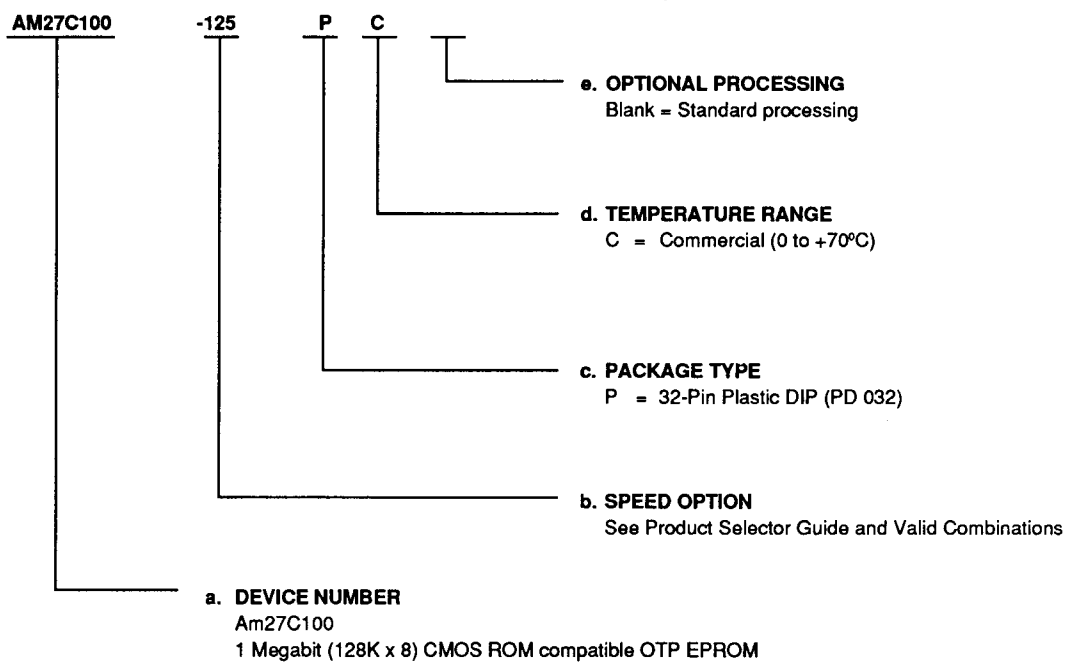 AM27C100 -125 P C
e. OPTIONAL PROCESSING
Blank = Standard processing
d. TEMPERATURE RANGE
C = Commercial (0 to +70ºC)
c. PACKAGE TYPE
P = 32-Pin Plastic DIP (PD 032)
b. SPEED OPTION
See Product Selector Guide and Valid Combinations
a. DEVICE NUMBER
Am27C100
1 Megabit (128K x 8) CMOS ROM compatible OTP EPROM